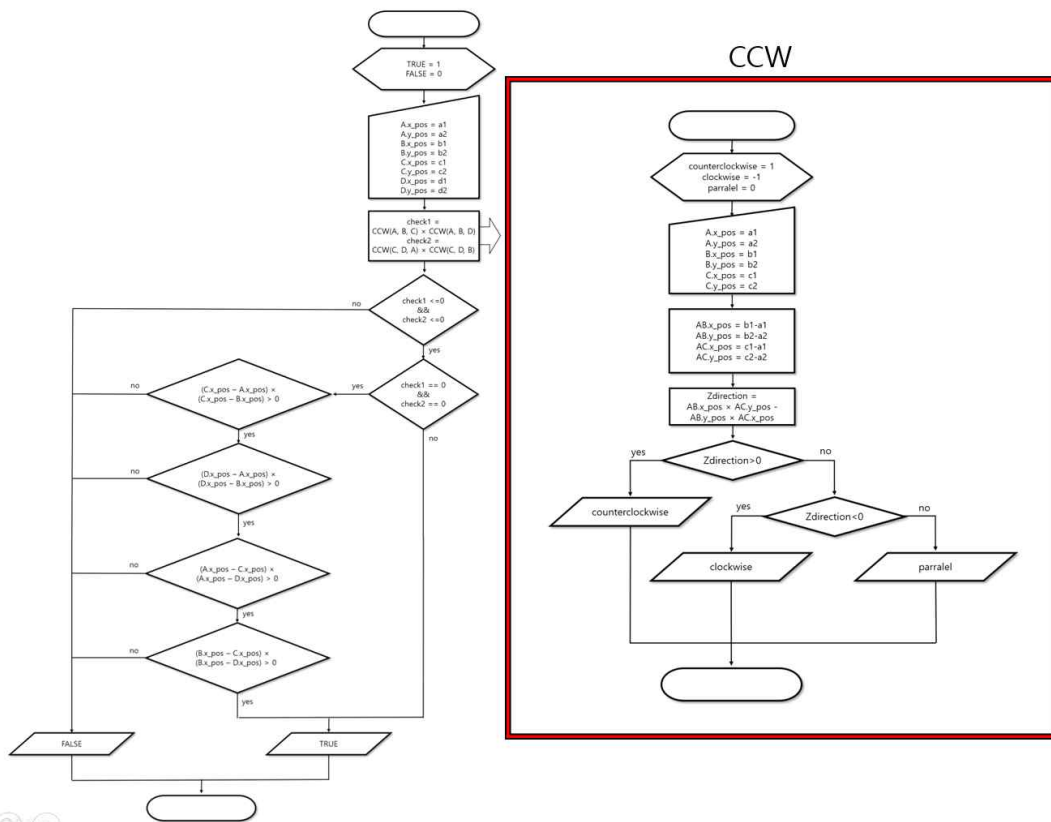 TRUE = 1
FALSE = 0
A.x_pos = a1
A.y_pos = a2
B.x_pos = b1
B.y_pos = b2
C.x_pos = c1
C.y_pos = c2
D.x_pos = d1
D.y_pos = d2
check1 =
CCW(A, B, C) × CCW(A, B, D)
check2 =
CCW(C, D, A) × CCW(C, D, B)
no
check1 <=0
&&
check2 <=0
yes
no
(C.x_pos – A.x_pos) ×
(C.x_pos – B.x_pos) > 0
yes
check1 == 0
&&
check2 == 0
yes
no
no
(D.x_pos – A.x_pos) ×
(D.x_pos – B.x_pos) > 0
yes
no
(A.x_pos – C.x_pos) ×
(A.x_pos – D.x_pos) > 0
yes
no
(B.x_pos – C.x_pos) ×
(B.x_pos – D.x_pos) > 0
yes
FALSE
TRUE
CCW
counterclockwise = 1
clockwise = -1
parralel = 0
A.x_pos = a1
A.y_pos = a2
B.x_pos = b1
B.y_pos = b2
C.x_pos = c1
C.y_pos = c2
AB.x_pos = b1-a1
AB.y_pos = b2-a2
AC.x_pos = c1-a1
AC.y_pos = c2-a2
Zdirection =
AB.x_pos × AC.y_pos -
AB.y_pos × AC.x_pos
yes
Zdirection>0
no
counterclockwise
yes
Zdirection<0
no
clockwise
parralel